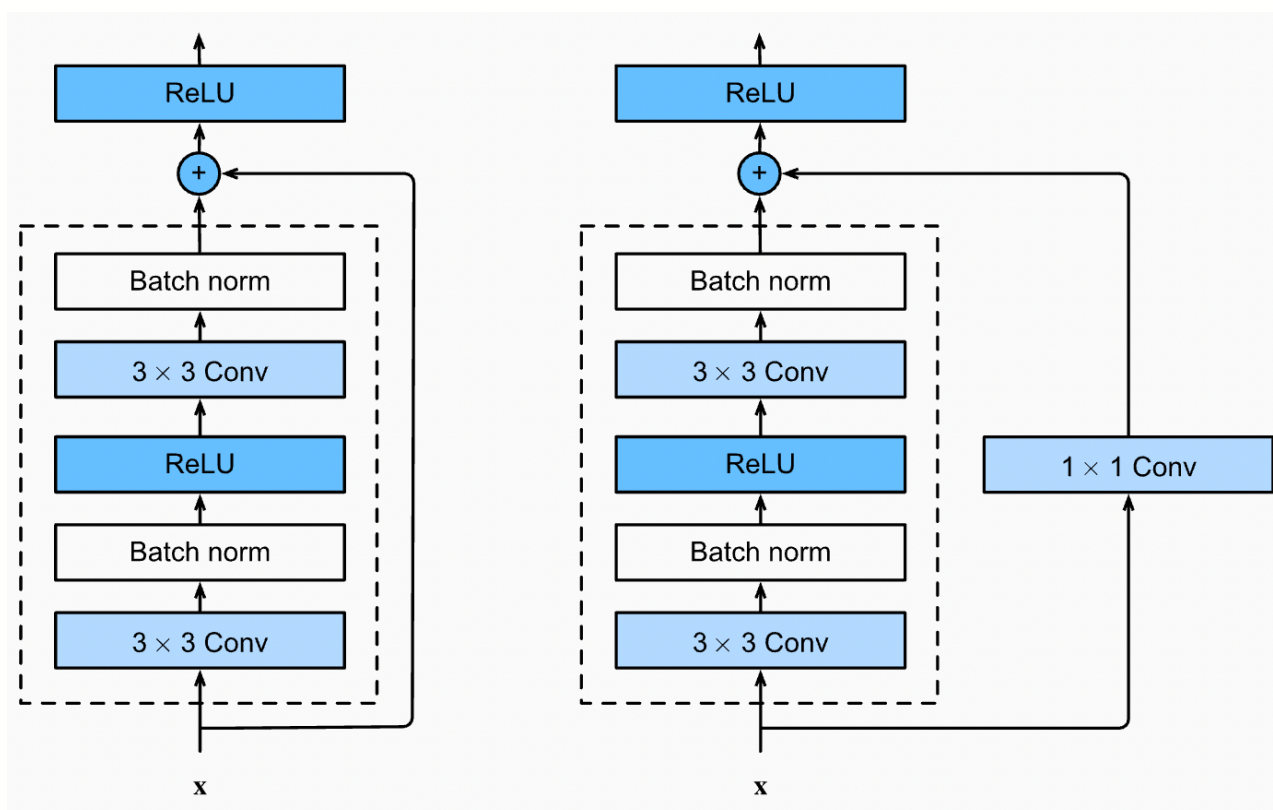 ReLU
+
Batch norm
3 × 3 Conv
ReLU
Batch norm
3 × 3 Conv
x
ReLU
+
Batch norm
3 × 3 Conv
ReLU
Batch norm
3 × 3 Conv
x
1 × 1 Conv